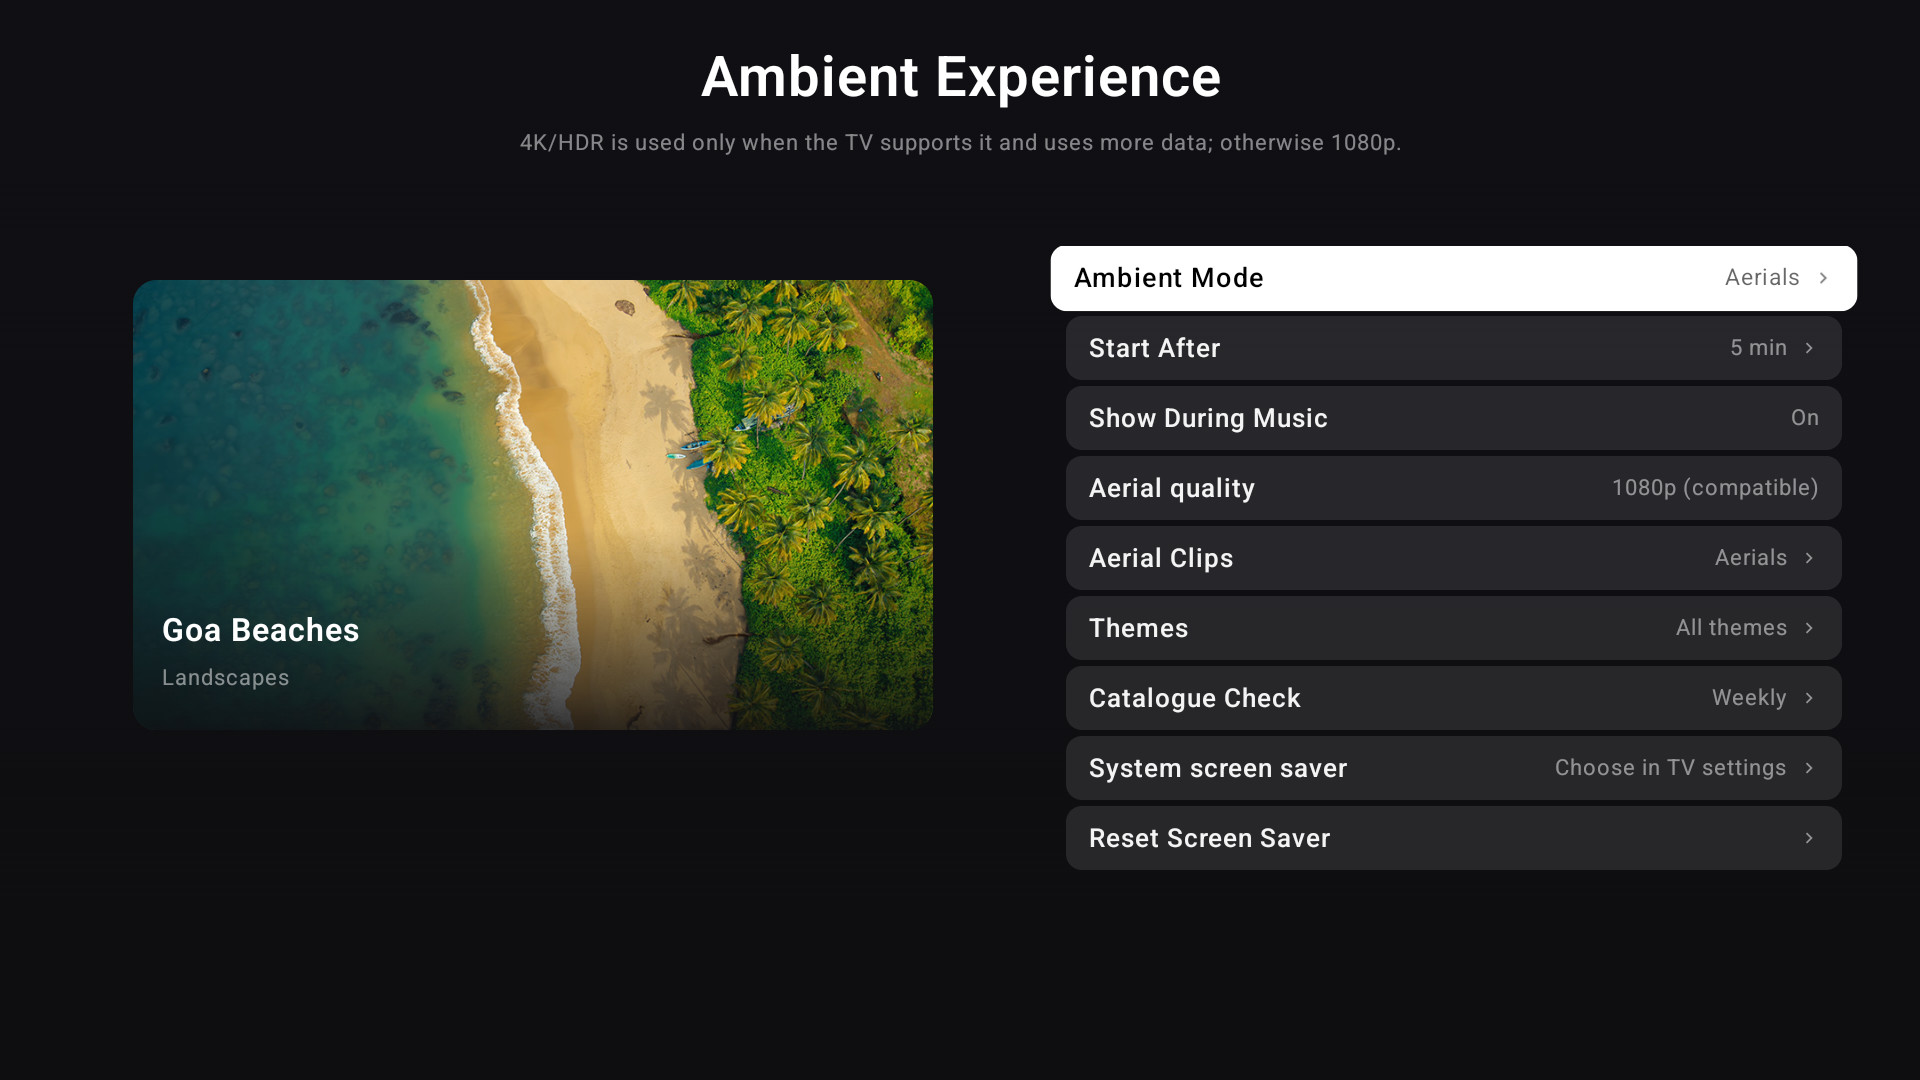 Ambient Experience
4K/HDR is used only when the TV supports it and uses more data; otherwise 1080p.
Goa Beaches
Landscapes
Ambient Mode Aerials
Start After 5 min
Show During Music On
Aerial quality 1080p (compatible)
Aerial Clips Aerials
Themes All themes
Catalogue Check Weekly
System screen saver Choose in TV settings
Reset Screen Saver